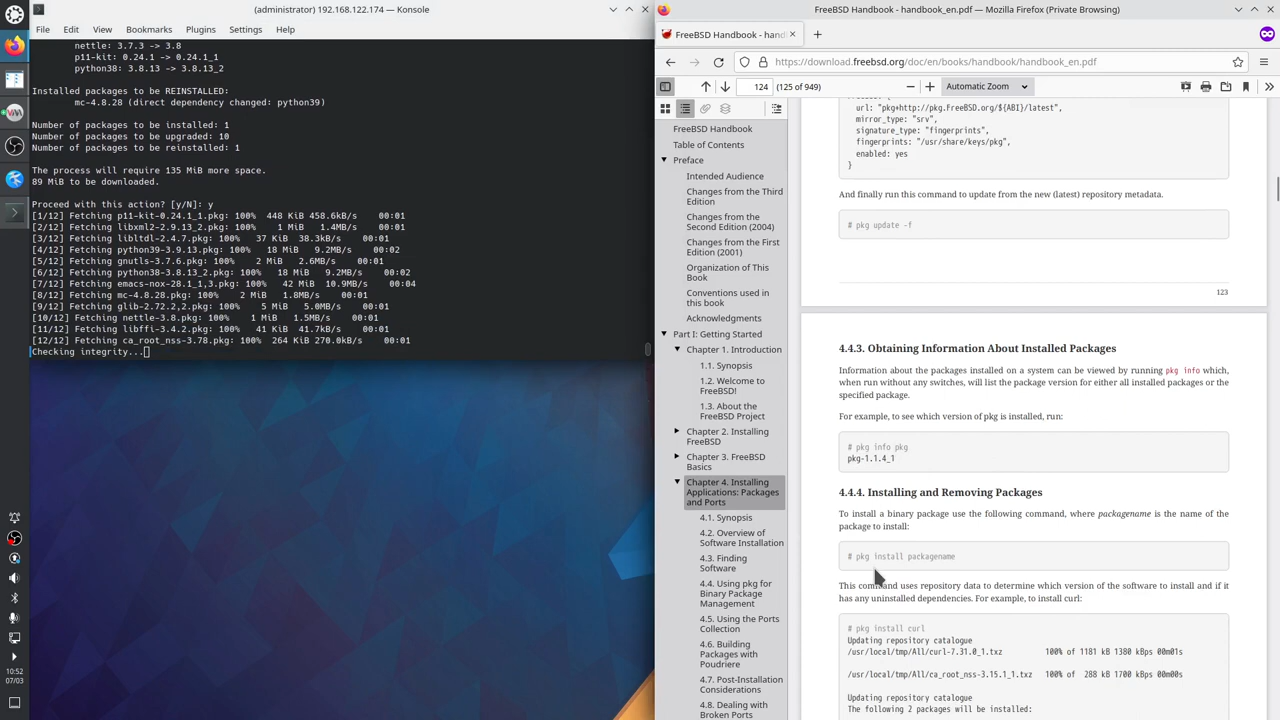 (administrator) 192.168.122.174 — Konsole
File Edit View Bookmarks Plugins Settings Help
nettle: 3.7.3 -> 3.8
p11-kit: 0.24.1 -> 0.24.1_1
python38: 3.8.13 -> 3.8.13_2
Installed packages to be REINSTALLED:
mc-4.8.28 (direct dependency changed: python39)
Number of packages to be installed: 1
Number of packages to be upgraded: 10
Number of packages to be reinstalled: 1
The process will require 135 MiB more space.
89 MiB to be downloaded.
Proceed with this action? [y/N]: y
[1/12] Fetching p11-kit-0.24.1_1.pkg: 100% 448 KiB 458.6kB/s 00:01
[2/12] Fetching libxml2-2.9.13_2.pkg: 100% 1 MiB 1.4MB/s 00:01
[3/12] Fetching libltdl-2.4.7.pkg: 100% 37 KiB 38.3kB/s 00:01
[4/12] Fetching python39-3.9.13.pkg: 100% 18 MiB 9.2MB/s 00:02
[5/12] Fetching gnutls-3.7.6.pkg: 100% 2 MiB 2.6MB/s 00:01
[6/12] Fetching python38-3.8.13_2.pkg: 100% 18 MiB 9.2MB/s 00:02
[7/12] Fetching emacs-nox-28.1_1,3.pkg: 100% 42 MiB 10.9MB/s 00:04
[8/12] Fetching mc-4.8.28.pkg: 100% 2 MiB 1.8MB/s 00:01
[9/12] Fetching glib-2.72.2,2.pkg: 100% 5 MiB 5.0MB/s 00:01
[10/12] Fetching nettle-3.8.pkg: 100% 1 MiB 1.5MB/s 00:01
[11/12] Fetching libffi-3.4.2.pkg: 100% 41 KiB 41.7kB/s 00:01
[12/12] Fetching ca_root_nss-3.78.pkg: 100% 264 KiB 270.0kB/s 00:01
Checking integrity...
10:52
07/03
FreeBSD Handbook - handbook_en.pdf — Mozilla Firefox (Private Browsing)
FreeBSD Handbook - hand
https://download.freebsd.org/doc/en/books/handbook/handbook_en.pdf
124 (125 of 949) Automatic Zoom
FreeBSD Handbook
Table of Contents
Preface
Intended Audience
Changes from the Third
Edition
Changes from the
Second Edition (2004)
Changes from the First
Edition (2001)
Organization of This
Book
Conventions used in
this book
Acknowledgments
Part I: Getting Started
Chapter 1. Introduction
1.1. Synopsis
1.2. Welcome to
FreeBSD!
1.3. About the
FreeBSD Project
Chapter 2. Installing
FreeBSD
Chapter 3. FreeBSD
Basics
Chapter 4. Installing
Applications: Packages
and Ports
4.1. Synopsis
4.2. Overview of
Software Installation
4.3. Finding
Software
4.4. Using pkg for
Binary Package
Management
4.5. Using the Ports
Collection
4.6. Building
Packages with
Poudriere
4.7. Post-Installation
Considerations
4.8. Dealing with
Broken Ports
url: "pkg+http://pkg.FreeBSD.org/${ABI}/latest",
mirror_type: "srv",
signature_type: "fingerprints",
fingerprints: "/usr/share/keys/pkg",
enabled: yes
}
And finally run this command to update from the new (latest) repository metadata.
# pkg update -f
123
4.4.3. Obtaining Information About Installed Packages
Information about the packages installed on a system can be viewed by running pkg info which,
when run without any switches, will list the package version for either all installed packages or the
specified package.
For example, to see which version of pkg is installed, run:
# pkg info pkg
pkg-1.1.4_1
4.4.4. Installing and Removing Packages
To install a binary package use the following command, where packagename is the name of the
package to install:
# pkg install packagename
This command uses repository data to determine which version of the software to install and if it
has any uninstalled dependencies. For example, to install curl:
# pkg install curl
Updating repository catalogue
/usr/local/tmp/All/curl-7.31.0_1.txz 100% of 1181 kB 1380 kBps 00m01s
/usr/local/tmp/All/ca_root_nss-3.15.1_1.txz 100% of 288 kB 1700 kBps 00m00s
Updating repository catalogue
The following 2 packages will be installed: